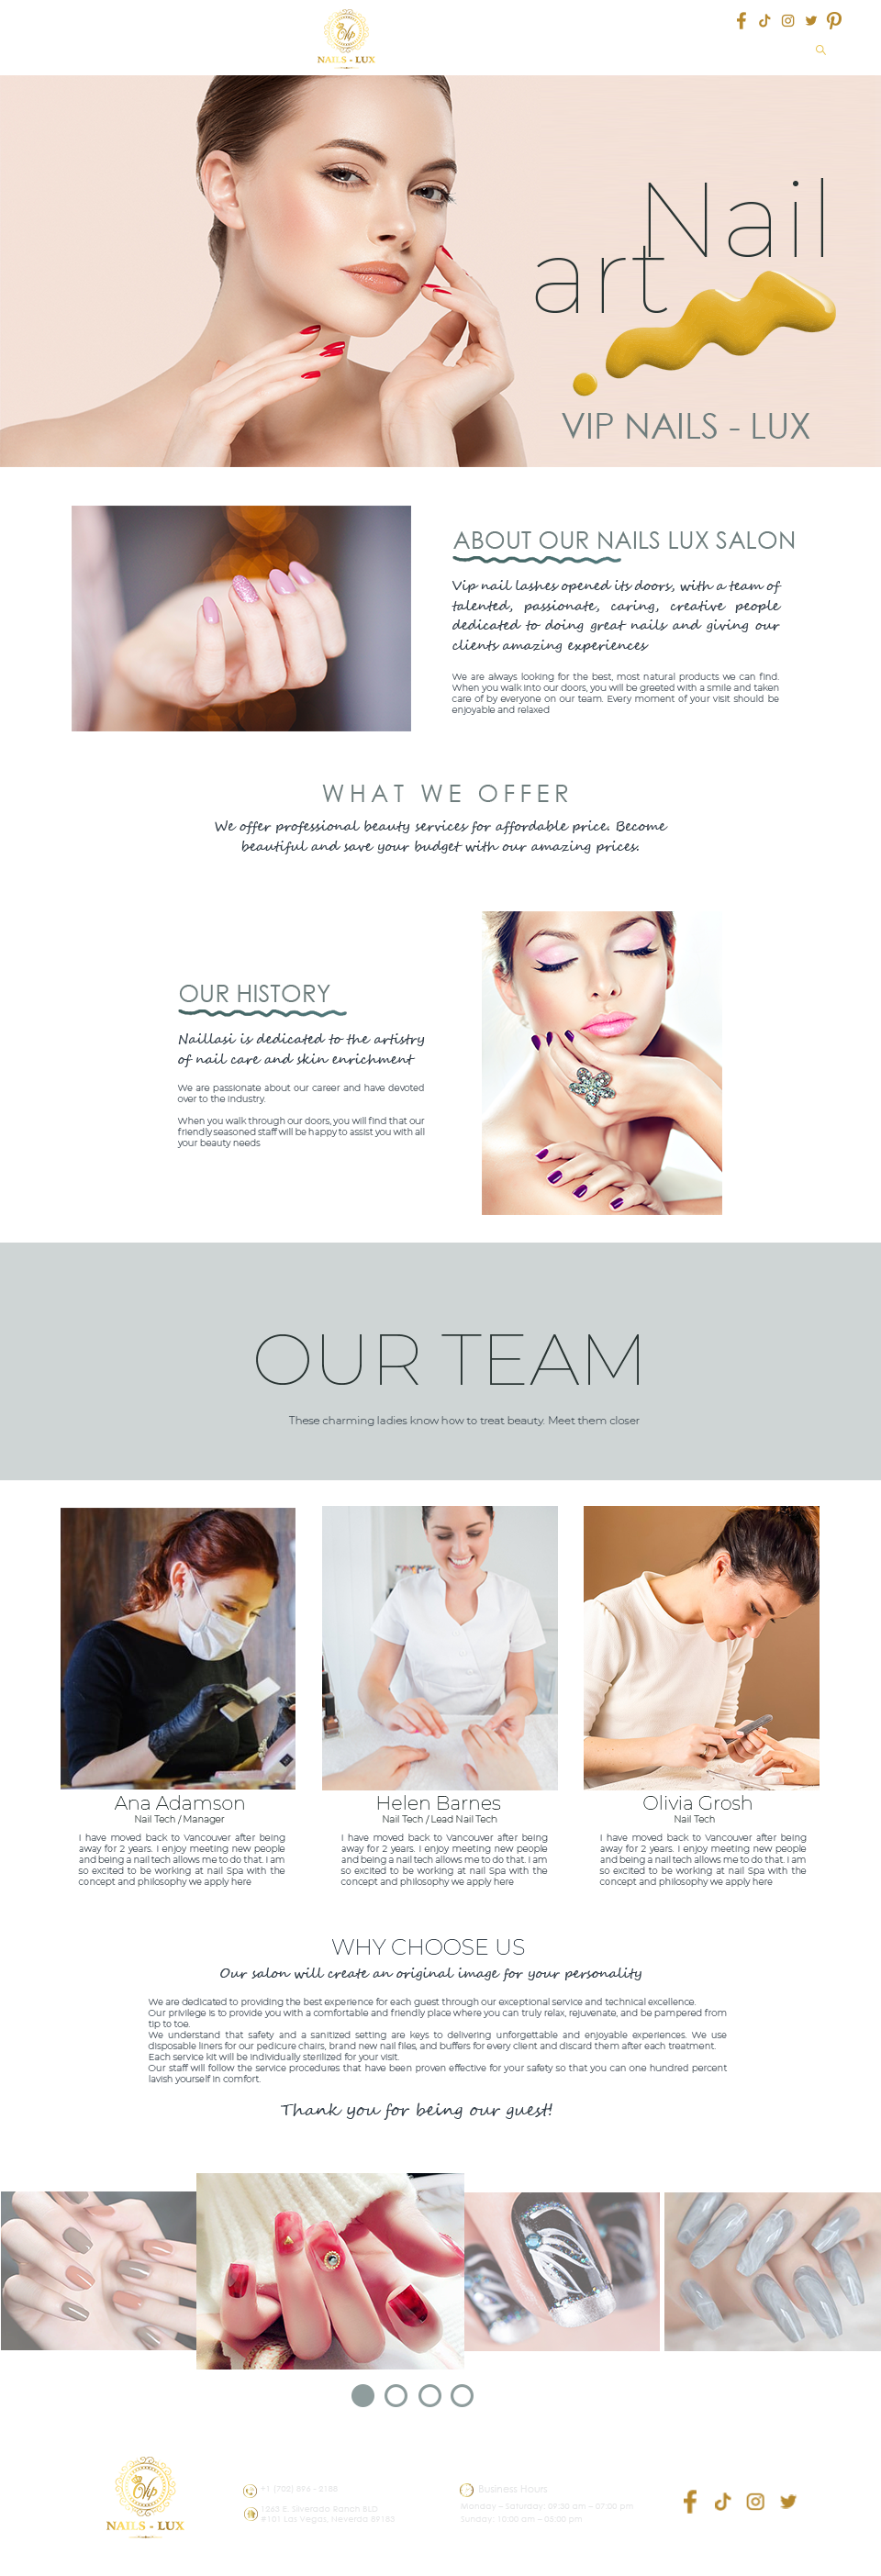 Vip
NAILS - LUX
Nail
art
VIP NAILS - LUX
ABOUT OUR NAILS LUX SALON
Vip nail lashes opened its doors, with a team of
talented, passionate, caring, creative people
dedicated to doing great nails and giving our
clients amazing experiences
We are always looking for the best, most natural products we can find.
When you walk into our doors, you will be greeted with a smile and taken
care of by everyone on our team. Every moment of your visit should be
enjoyable and relaxed
WHAT WE OFFER
We offer professional beauty services for affordable price. Become
beautiful and save your budget with our amazing prices.
OUR HISTORY
Naillasi is dedicated to the artistry
of nail care and skin enrichment
We are passionate about our career and have devoted
over to the industry.
When you walk through our doors, you will find that our
friendly seasoned staff will be happy to assist you with all
your beauty needs
OUR TEAM
These charming ladies know how to treat beauty. Meet them closer
Ana Adamson
Nail Tech / Manager
I have moved back to Vancouver after being
away for 2 years. I enjoy meeting new people
and being a nail tech allows me to do that. I am
so excited to be working at nail Spa with the
concept and philosophy we apply here
Helen Barnes
Nail Tech / Lead Nail Tech
I have moved back to Vancouver after being
away for 2 years. I enjoy meeting new people
and being a nail tech allows me to do that. I am
so excited to be working at nail Spa with the
concept and philosophy we apply here
Olivia Grosh
Nail Tech
I have moved back to Vancouver after being
away for 2 years. I enjoy meeting new people
and being a nail tech allows me to do that. I am
so excited to be working at nail Spa with the
concept and philosophy we apply here
WHY CHOOSE US
Our salon will create an original image for your personality
We are dedicated to providing the best experience for each guest through our exceptional service and technical excellence.
Our privilege is to provide you with a comfortable and friendly place where you can truly relax, rejuvenate, and be pampered from
tip to toe.
We understand that safety and a sanitized setting are keys to delivering unforgettable and enjoyable experiences. We use
disposable liners for our pedicure chairs, brand new nail files, and buffers for every client and discard them after each treatment.
Each service kit will be individually sterilized for your visit.
Our staff will follow the service procedures that have been proven effective for your safety so that you can one hundred percent
lavish yourself in comfort.
Thank you for being our guest!
Vip
NAILS - LUX
+1 (702) 894 - 2188
1263 E. Silverado Ranch BLD
#101 Las Vegas, Neverda 89183
Business Hours
Monday – Saturday: 09:30 am – 07:00 pm
Sunday: 10:00 am – 05:00 pm